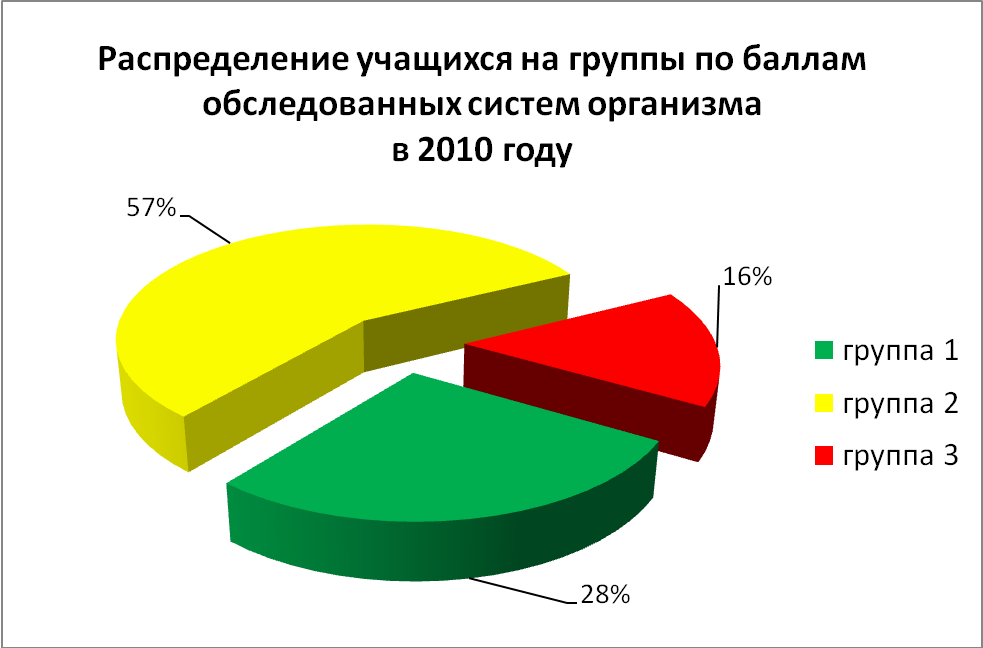 Распределение учащихся на группы по баллам
обследованных систем организма
в 2010 году
57%
16%
группа 1
группа 2
группа 3
28%